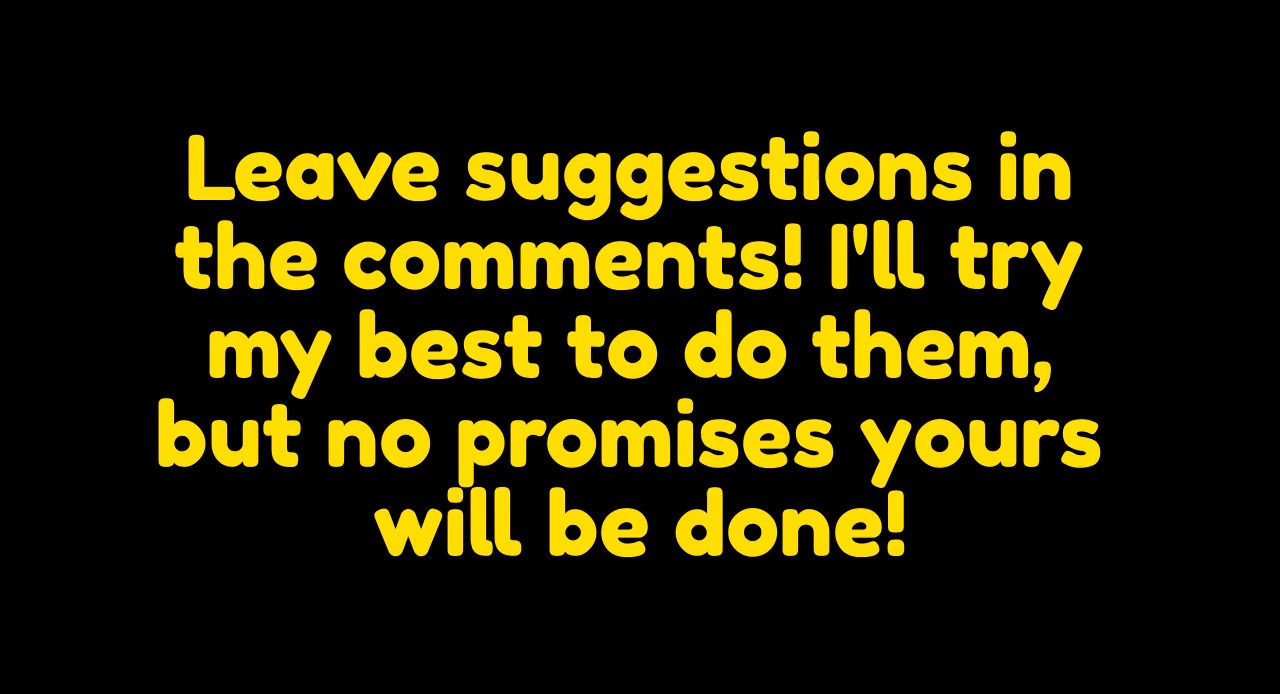 Leave suggestions in
the comments! I'll try
my best to do them,
but no promises yours
will be done!